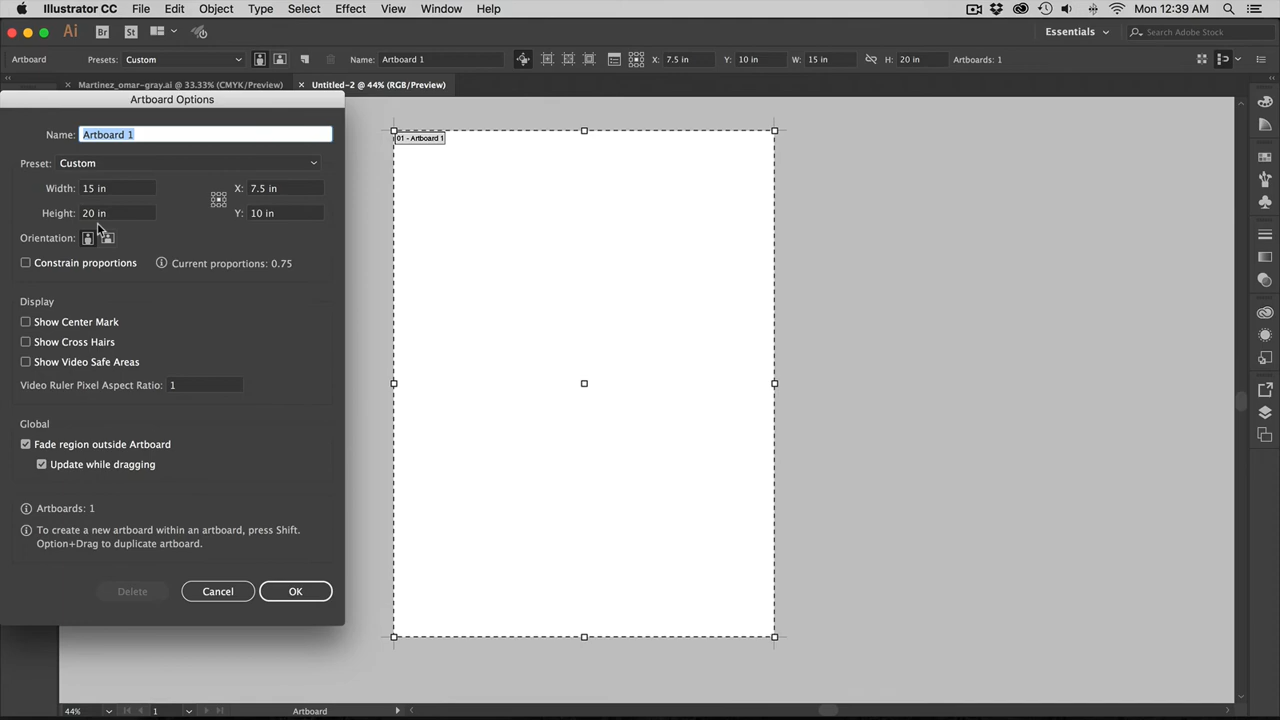 Illustrator CC File Edit Object Type Select Effect View Window Help Mon 12:39 AM
Ai Br St Essentials Search Adobe Stock
Artboard Presets: Custom Name: Artboard 1 X: 7.5 in Y: 10 in W: 15 in H: 20 in Artboards: 1
Martinez_omar-gray.ai @ 33.33% (CMYK/Preview) Untitled-2 @ 44% (RGB/Preview)
Artboard Options
Name: Artboard 1
01 - Artboard 1
Preset: Custom
Width: 15 in X: 7.5 in
Height: 20 in Y: 10 in
Orientation:
Constrain proportions Current proportions: 0.75
Display
Show Center Mark
Show Cross Hairs
Show Video Safe Areas
Video Ruler Pixel Aspect Ratio: 1
Global
Fade region outside Artboard
Update while dragging
Artboards: 1
To create a new artboard within an artboard, press Shift.
Option+Drag to duplicate artboard.
Delete Cancel OK
44% 1 Artboard